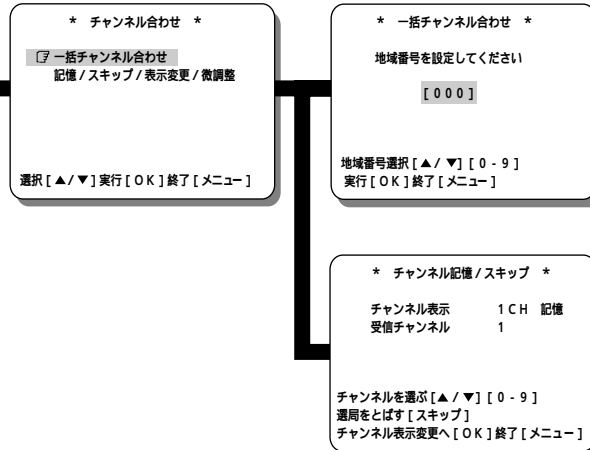 * チャンネル合わせ *
☞ 一括チャンネル合わせ
記憶/スキップ/表示変更/微調整
選択[▲/▼]実行[OK]終了[メニュー]
* 一括チャンネル合わせ *
地域番号を設定してください
[000]
地域番号選択[▲/▼][0-9]
実行[OK]終了[メニュー]
* チャンネル記憶/スキップ *
チャンネル表示 1CH 記憶
受信チャンネル 1
チャンネルを選ぶ[▲/▼][0-9]
選局をとばす[スキップ]
チャンネル表示変更へ[OK]終了[メニュー]